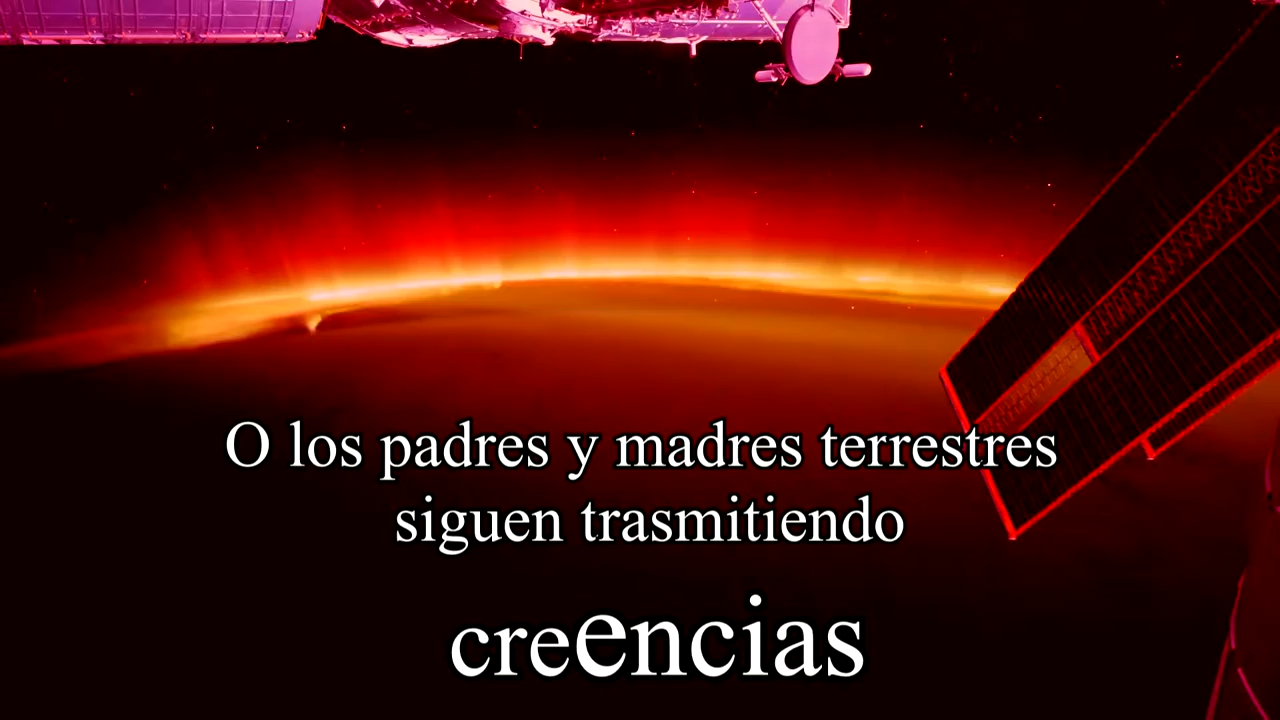 O los padres y madres terrestres
siguen trasmitiendo
creencias